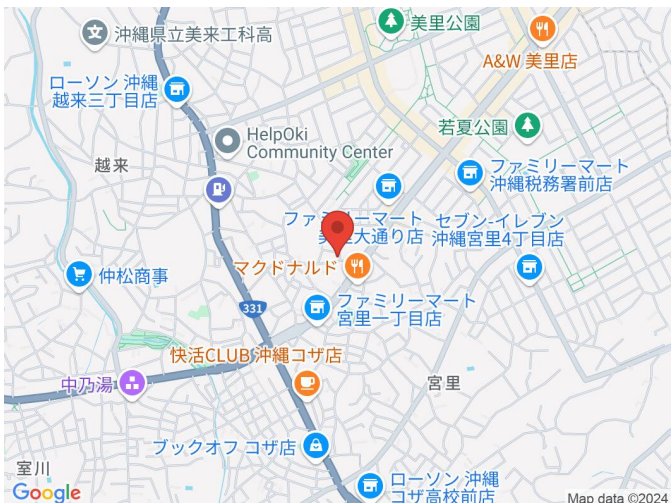 美里公園
沖縄県立美来工科高
A&W 美里店
ローソン 沖縄
越来三丁目店
若夏公園
HelpOki
Community Center
越来
ファミリーマート
沖縄税務署前店
ファミリーマート
大通り店
セブン-イレブン
沖縄宮里4丁目店
マクドナルド
仲松商事
331
ファミリーマート
宮里一丁目店
快活CLUB 沖縄コザ店
中乃湯
宮里
ブックオフ コザ店
室川
ローソン 沖縄
コザ高校前店
Google
Map data ©2024